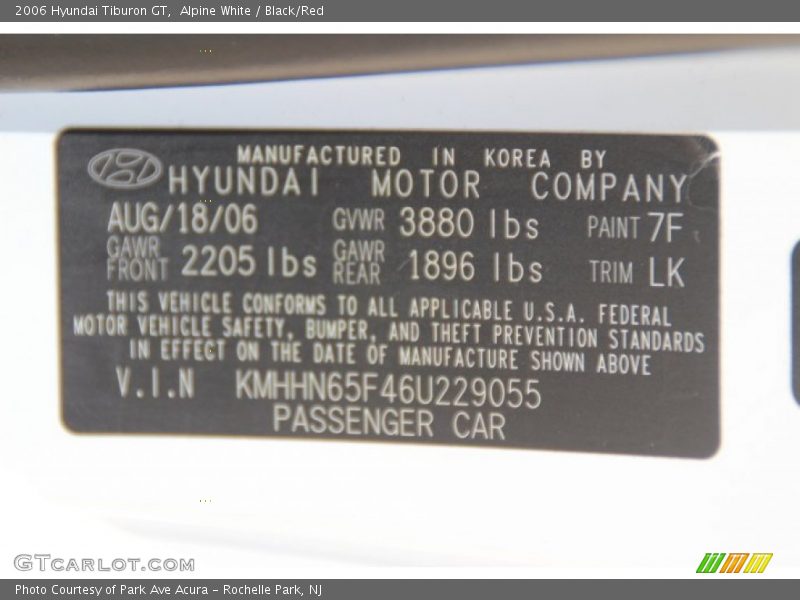 2006 Hyundai Tiburon GT,  Alpine White / Black/Red
MANUFACTURED IN KOREA BY
HYUNDAI MOTOR COMPANY
AUG/18/06 GVWR 3880 lbs PAINT 7F
GAWR FRONT 2205 lbs GAWR REAR 1896 lbs TRIM LK
THIS VEHICLE CONFORMS TO ALL APPLICABLE U.S.A. FEDERAL
MOTOR VEHICLE SAFETY, BUMPER, AND THEFT PREVENTION STANDARDS
IN EFFECT ON THE DATE OF MANUFACTURE SHOWN ABOVE
V.I.N KMHHN65F46U229055
PASSENGER CAR
GTCARLOT.COM
Photo Courtesy of Park Ave Acura - Rochelle Park, NJ